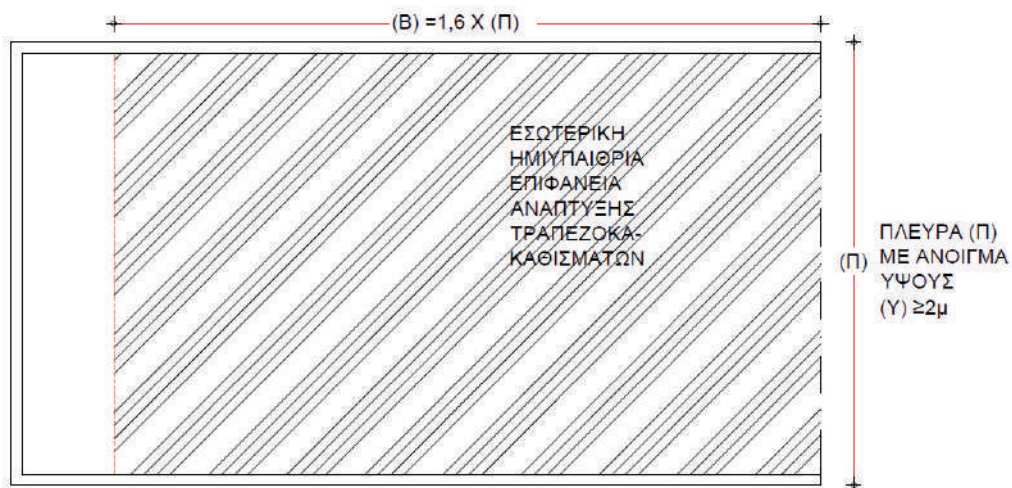 (Β) =1,6 Χ (Π)
ΕΣΩΤΕΡΙΚΗ
ΗΜΙΥΠΑΙΘΡΙΑ
ΕΠΙΦΑΝΕΙΑ
ΑΝΑΠΤΥΞΗΣ
ΤΡΑΠΕΖΟΚΑ-
ΚΑΘΙΣΜΑΤΩΝ
(Π)
ΠΛΕΥΡΑ (Π)
ΜΕ ΑΝΟΙΓΜΑ
ΥΨΟΥΣ
(Υ) ≥2μ